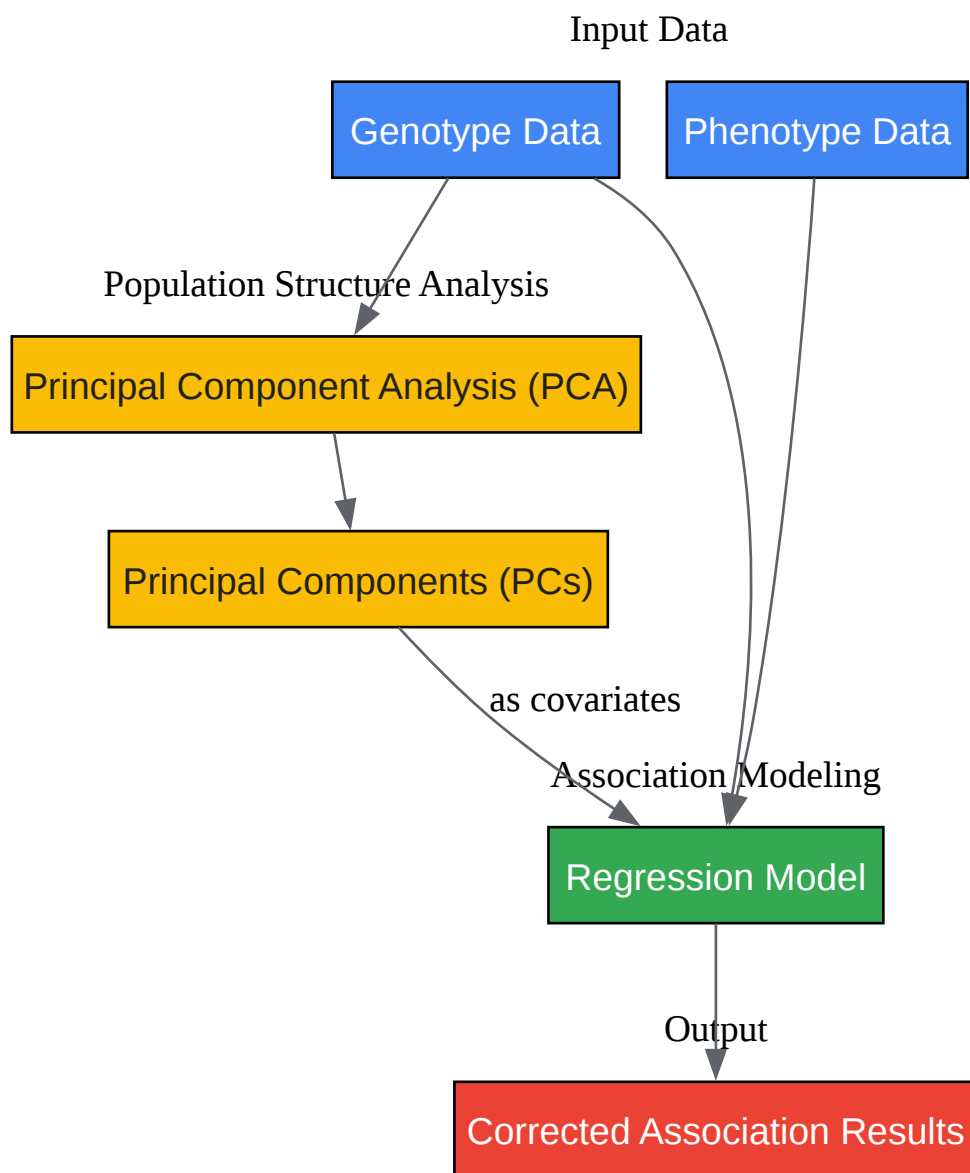 Input Data
Genotype Data
Phenotype Data
Population Structure Analysis
Principal Component Analysis (PCA)
Principal Components (PCs)
as covariates
Association Modeling
Regression Model
Output
Corrected Association Results